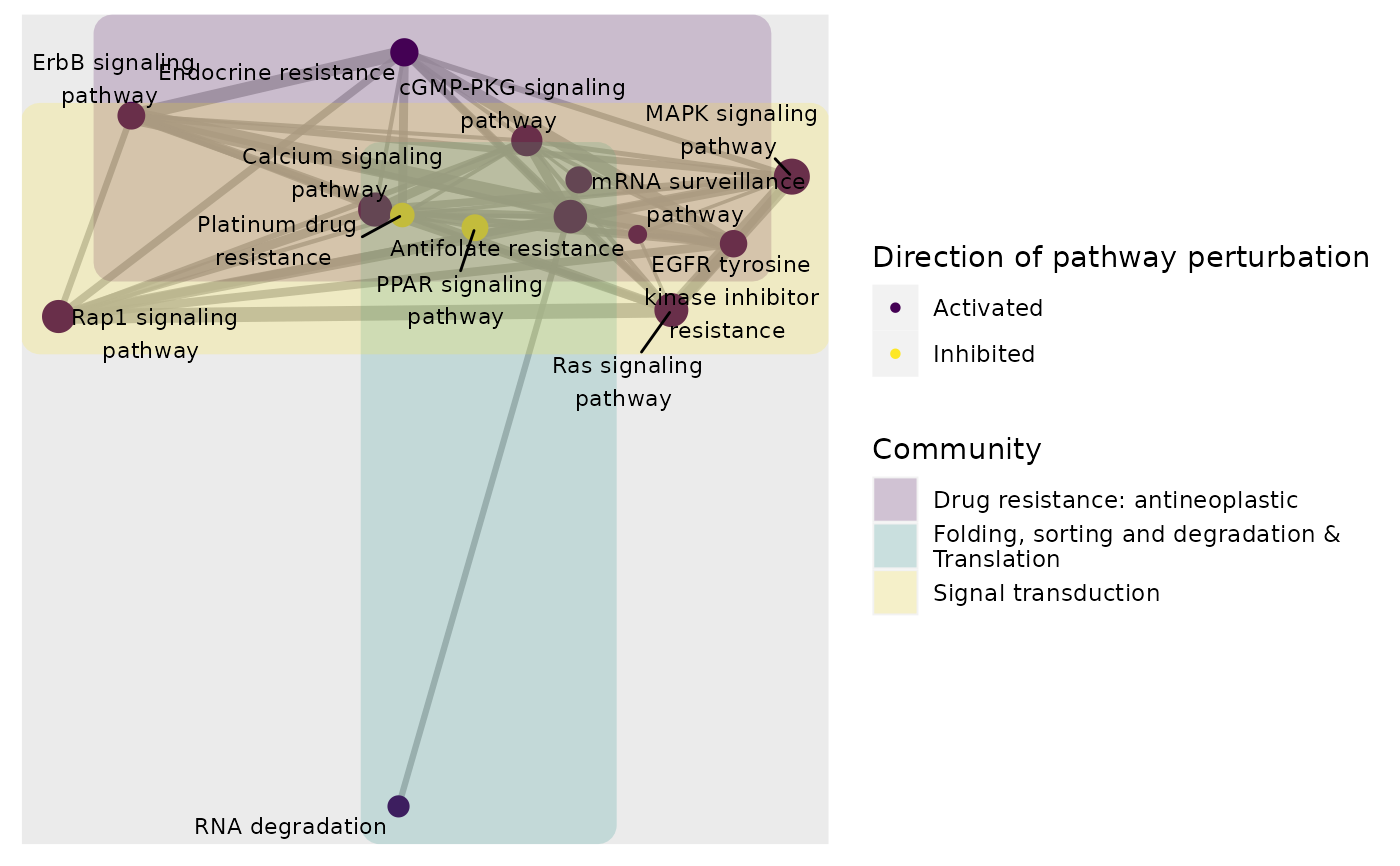 ErbB signaling
pathway
Endocrine resistance
cGMP-PKG signaling
pathway
MAPK signaling
pathway
Calcium signaling
pathway
mRNA surveillance
pathway
Platinum drug
resistance
Antifolate resistance
PPAR signaling
pathway
EGFR tyrosine
kinase inhibitor
resistance
Rap1 signaling
pathway
Ras signaling
pathway
RNA degradation
Direction of pathway perturbation
Activated
Inhibited
Community
Drug resistance: antineoplastic
Folding, sorting and degradation &
Translation
Signal transduction